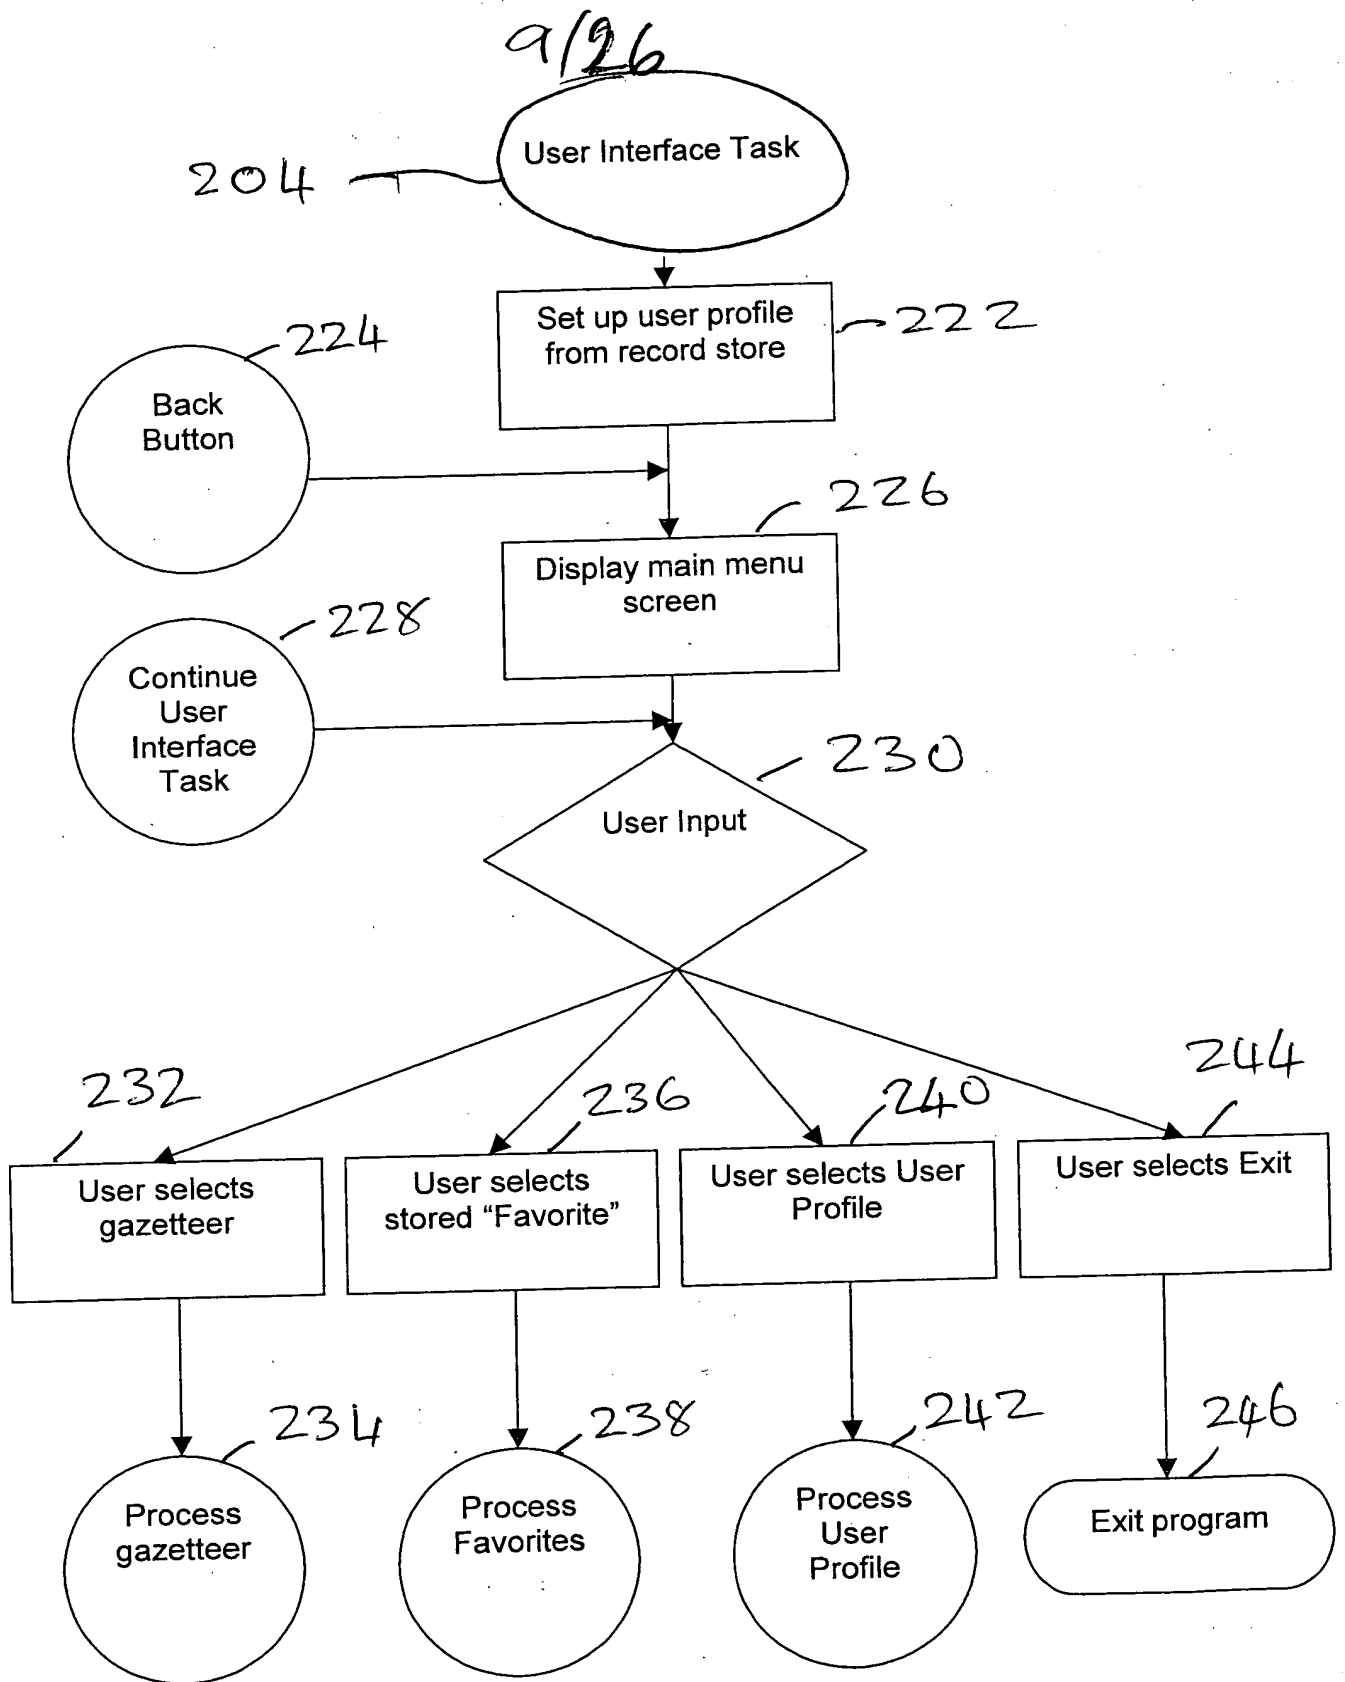 9/26
User Interface Task
204
Set up user profile
from record store
222
224
Back
Button
226
Display main menu
screen
228
Continue
User
Interface
Task
230
User Input
232
236
240
244
User selects
gazetteer
User selects
stored “Favorite”
User selects User
Profile
User selects Exit
234
238
242
246
Process
gazetteer
Process
Favorites
Process
User
Profile
Exit program